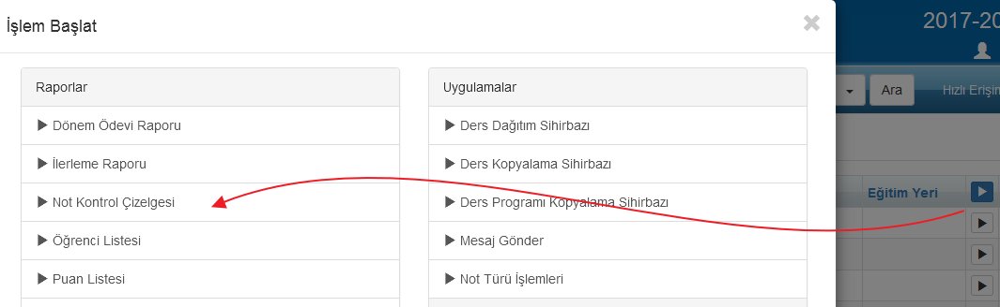 İşlem Başlat
Raporlar
Dönem Ödevi Raporu
İlerleme Raporu
Not Kontrol Çizelgesi
Öğrenci Listesi
Puan Listesi
Uygulamalar
Ders Dağıtım Sihirbazı
Ders Kopyalama Sihirbazı
Ders Programı Kopyalama Sihirbazı
Mesaj Gönder
Not Türü İşlemleri
2017-20
Ara
Hızlı Erişim
Eğitim Yeri